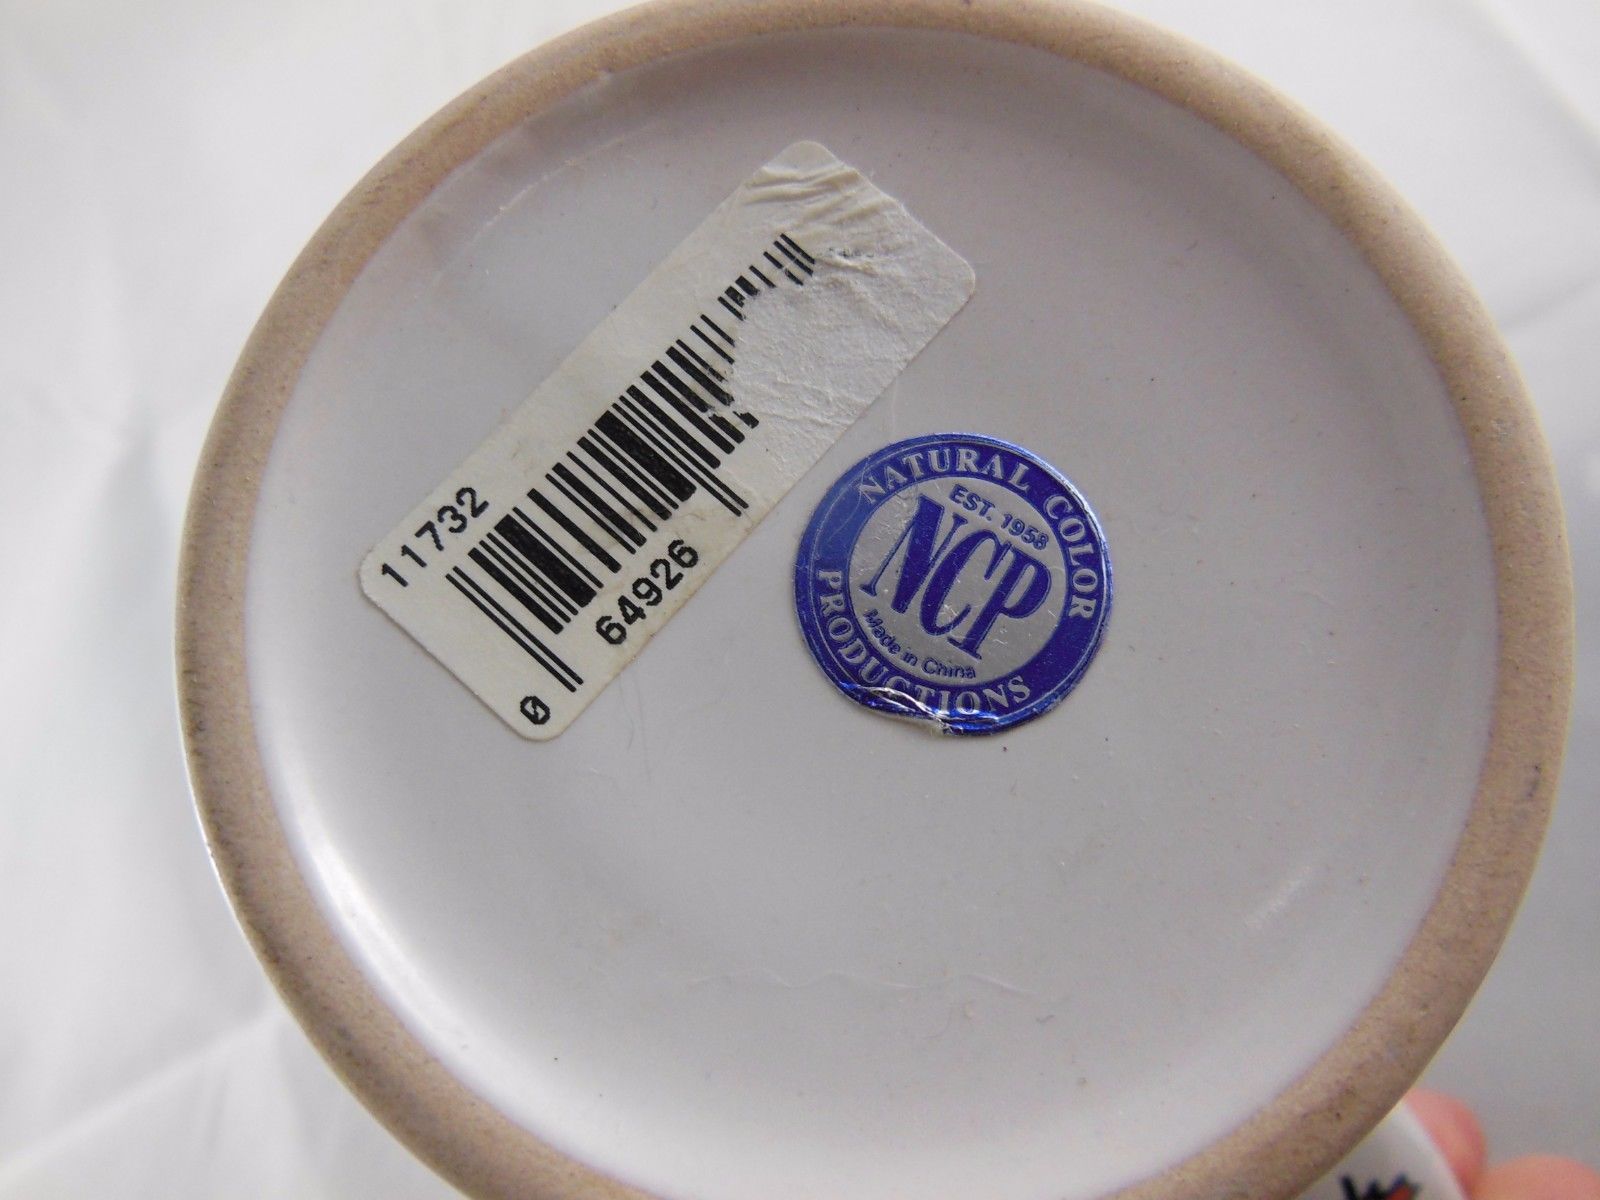 11732
64926
0
NATURAL COLOR
EST. 1958
NCP
Made in China
PRODUCTIONS